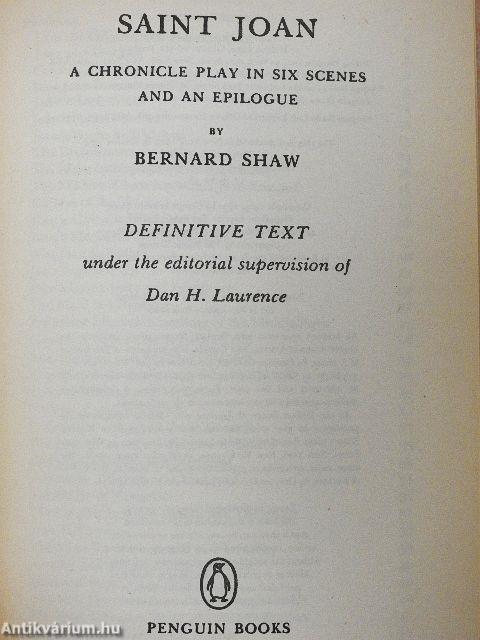 SAINT JOAN
A CHRONICLE PLAY IN SIX SCENES
AND AN EPILOGUE
BY
BERNARD SHAW
DEFINITIVE TEXT
under the editorial supervision of
Dan H. Laurence
PENGUIN BOOKS
Antikvárium.hu